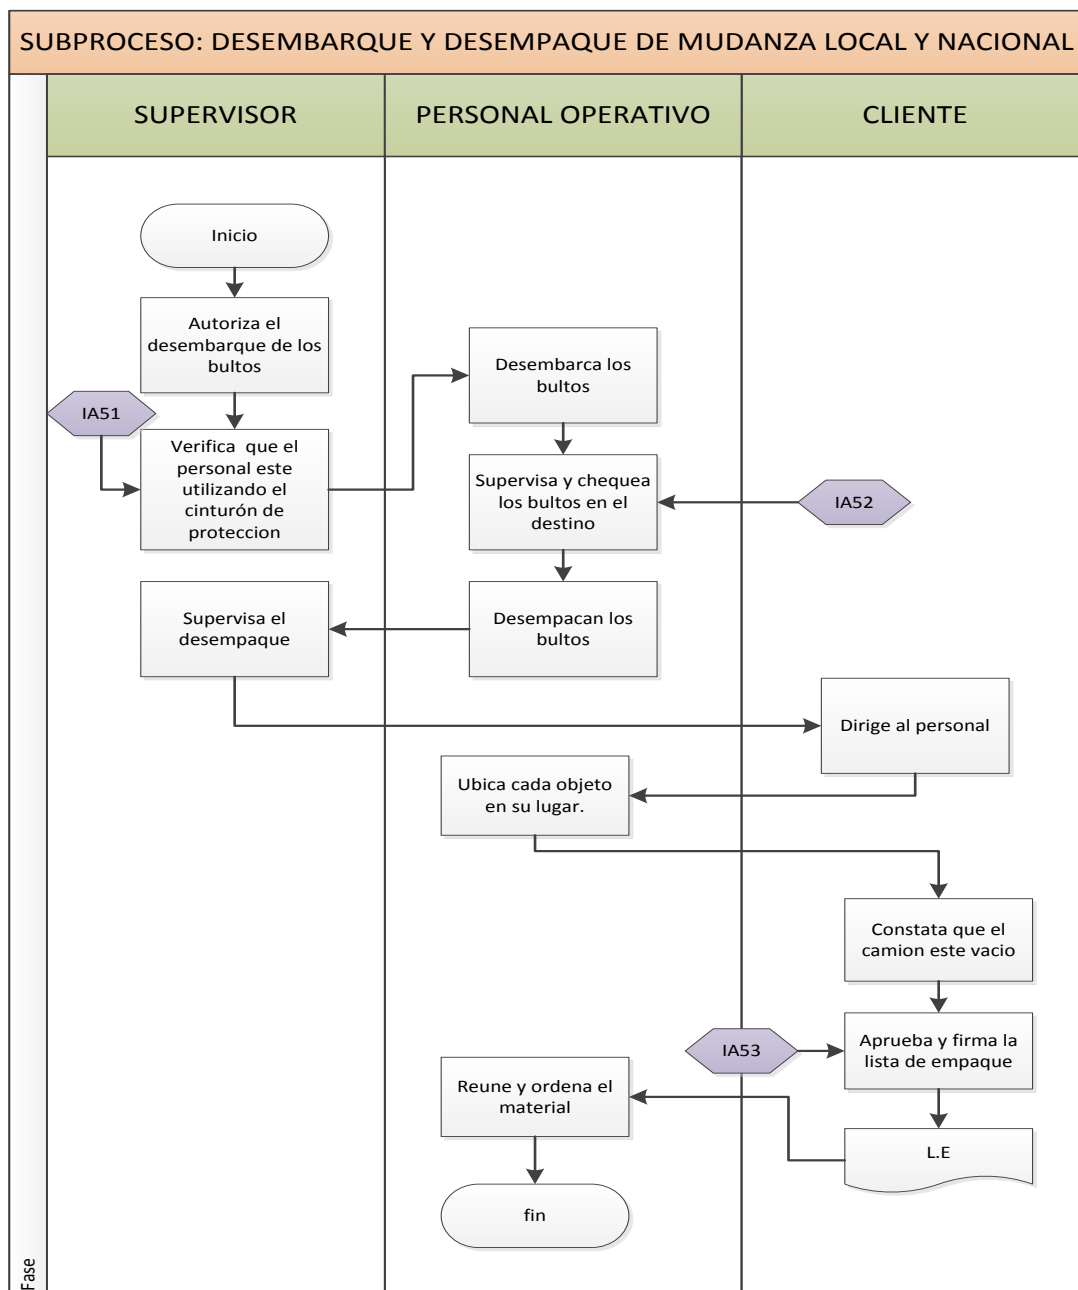 SUBPROCESO: DESEMBARQUE Y DESEMPAQUE DE MUDANZA LOCAL Y NACIONAL
SUPERVISOR
PERSONAL OPERATIVO
CLIENTE
Inicio
Autoriza el
desembarque de los
bultos
IA51
Verifica que el
personal este
utilizando el
cinturón de
proteccion
Desembarca los
bultos
Supervisa y chequea
los bultos en el
destino
IA52
Desempacan los
bultos
Supervisa el
desempaque
Dirige al personal
Ubica cada objeto
en su lugar.
Constata que el
camion este vacio
IA53
Aprueba y firma la
lista de empaque
L.E
Reune y ordena el
material
fin
Fase